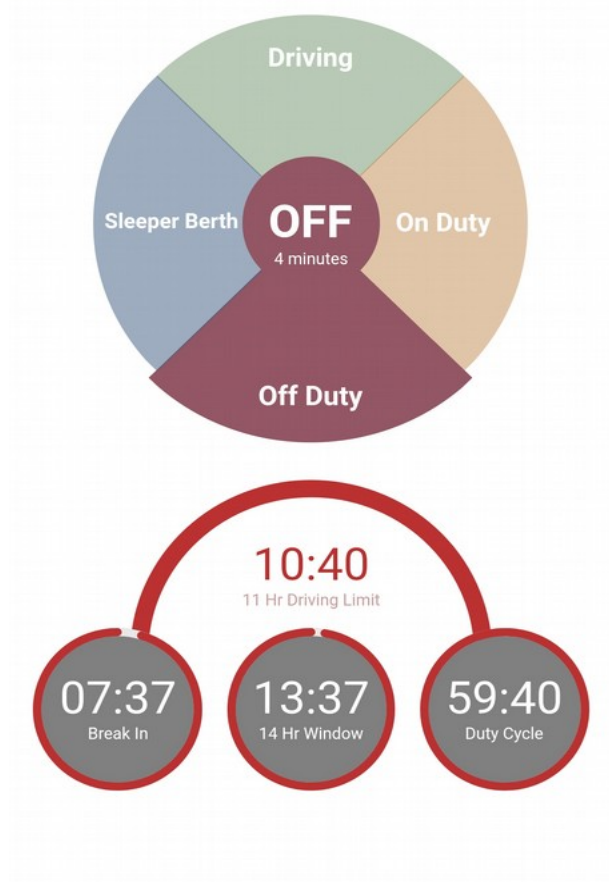 Driving
Sleeper Berth
OFF
4 minutes
On Duty
Off Duty
10:40
11 Hr Driving Limit
07:37
Break In
13:37
14 Hr Window
59:40
Duty Cycle